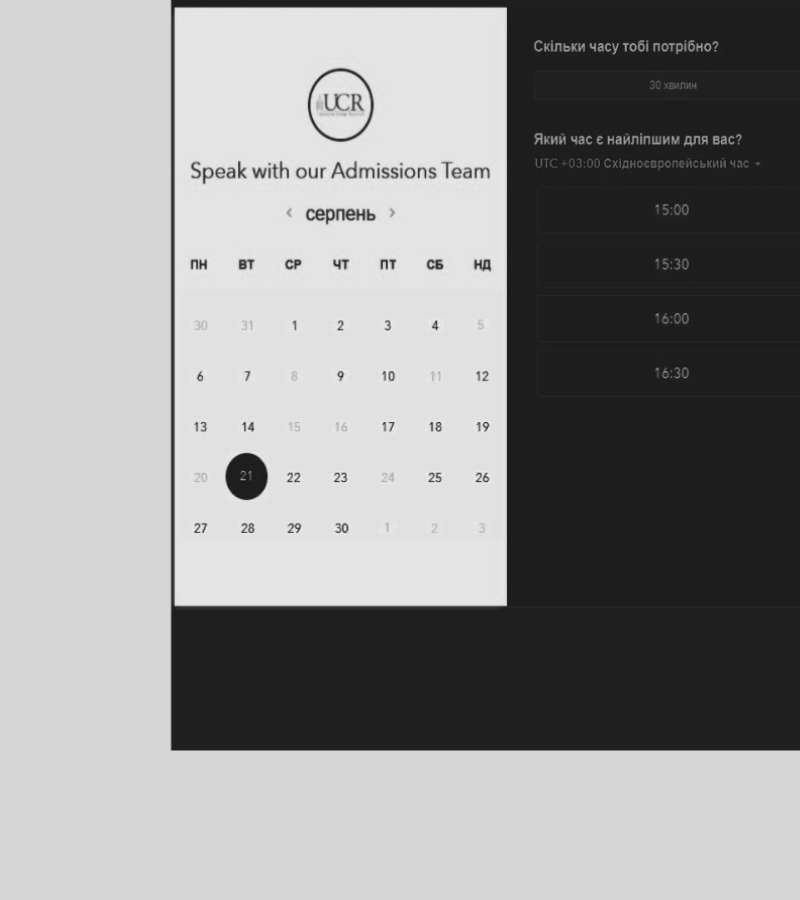 UCR
Speak with our Admissions Team
‹ серпень ›
ПН ВТ СР ЧТ ПТ СБ НД
30 31 1 2 3 4 5
6 7 8 9 10 11 12
13 14 15 16 17 18 19
20 21 22 23 24 25 26
27 28 29 30 1 2 3
Скільки часу тобі потрібно?
30 хвилин
Який час є найліпшим для вас?
UTC +03:00 Східноєвропейський час
15:00
15:30
16:00
16:30